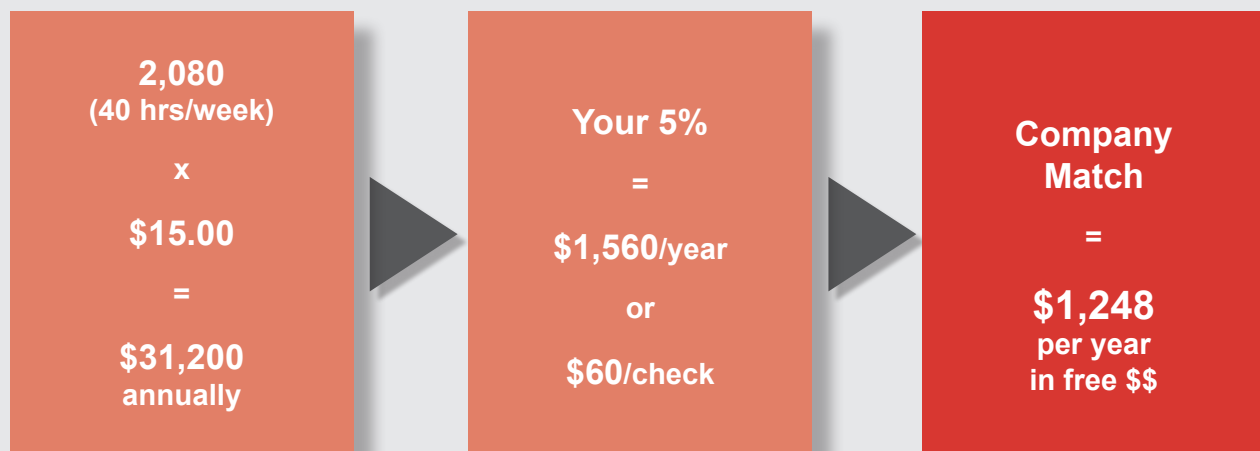 2,080
(40 hrs/week)
x
$15.00
=
$31,200
annually
Your 5%
=
$1,560/year
or
$60/check
Company
Match
=
$1,248
per year
in free $$